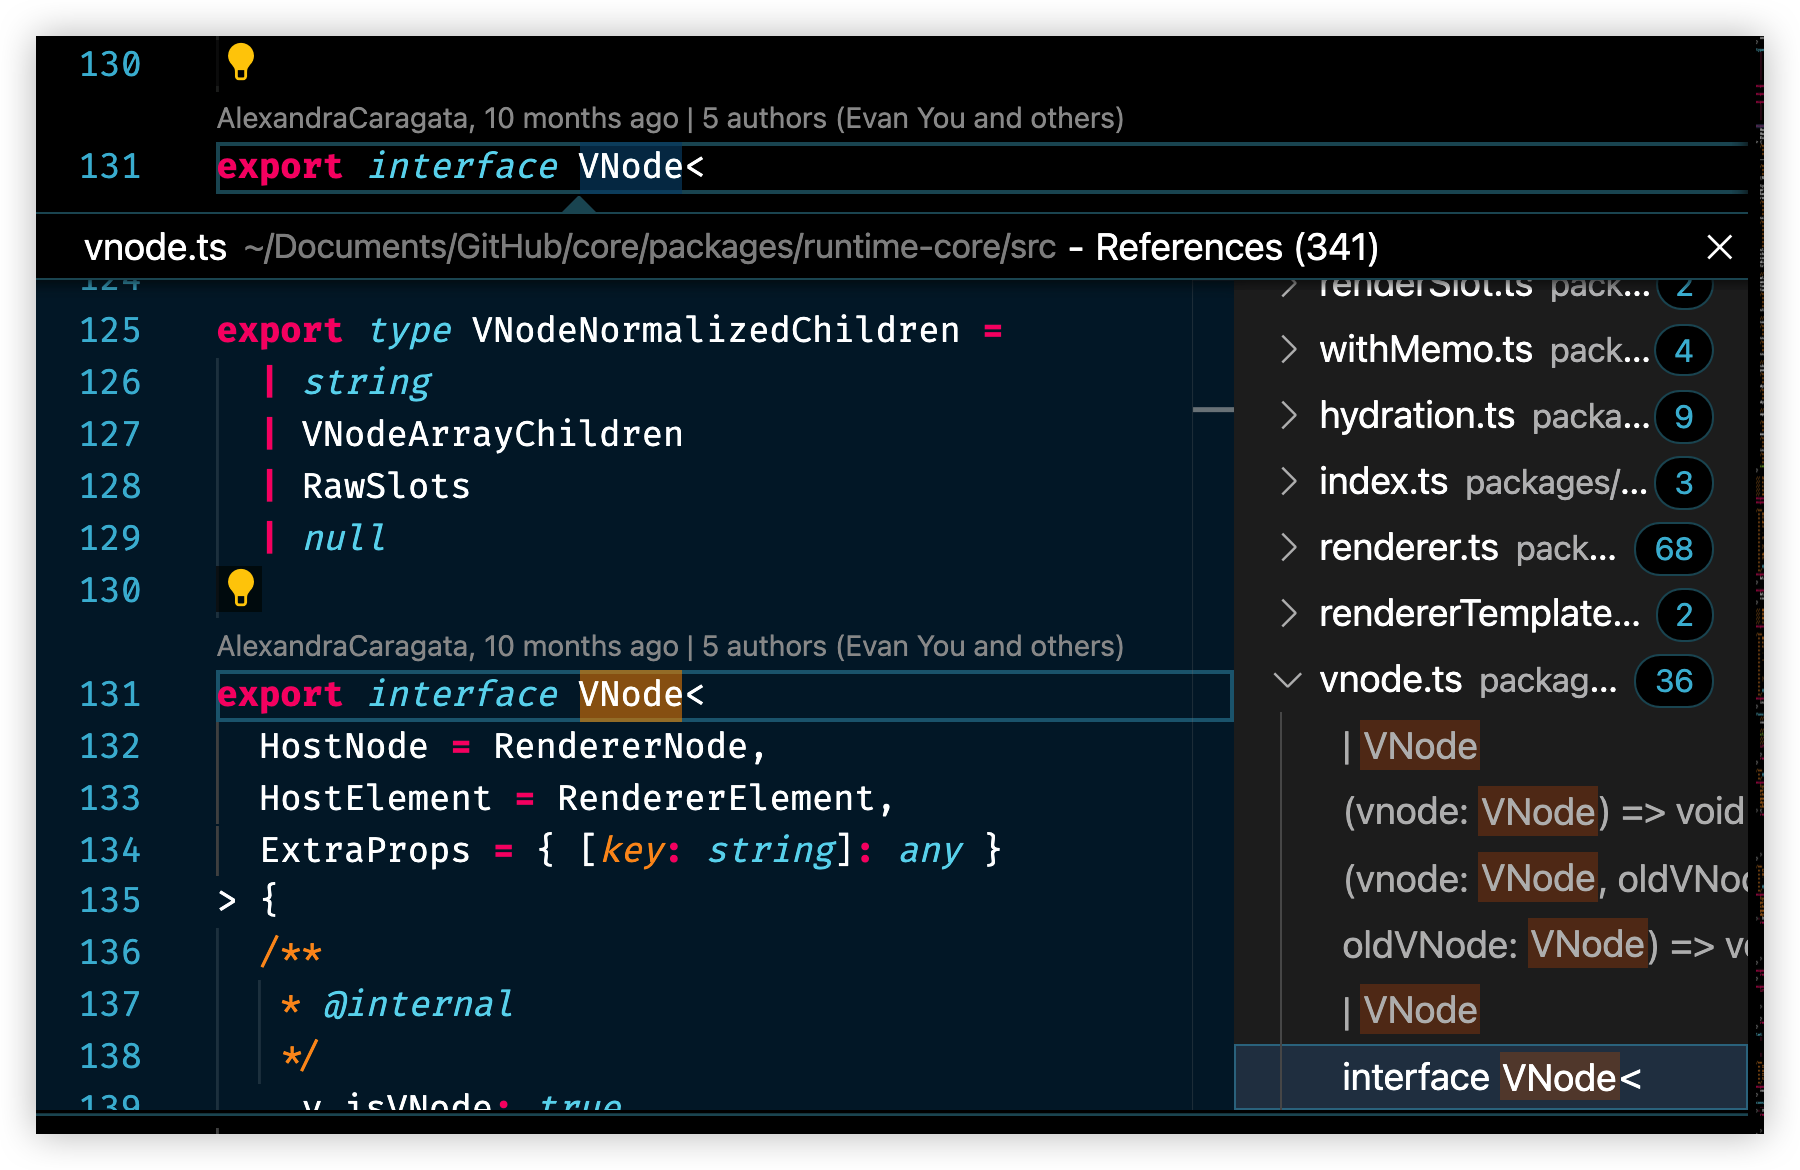 130
AlexandraCaragata, 10 months ago | 5 authors (Evan You and others)
131 export interface VNode<
vnode.ts ~/Documents/GitHub/core/packages/runtime-core/src - References (341)
124
125 export type VNodeNormalizedChildren =
126 | string
127 | VNodeArrayChildren
128 | RawSlots
129 | null
130
AlexandraCaragata, 10 months ago | 5 authors (Evan You and others)
131 export interface VNode<
132 HostNode = RendererNode,
133 HostElement = RendererElement,
134 ExtraProps = { [key: string]: any }
135 > {
136 /**
137 * @internal
138 */
139 v_isVNode: true
renderSlot.ts pack... 2
withMemo.ts pack... 4
hydration.ts packa... 9
index.ts packages/... 3
renderer.ts pack... 68
rendererTemplate... 2
vnode.ts packag... 36
| VNode
(vnode: VNode) => void
(vnode: VNode, oldVNod
oldVNode: VNode) => vo
| VNode
interface VNode<